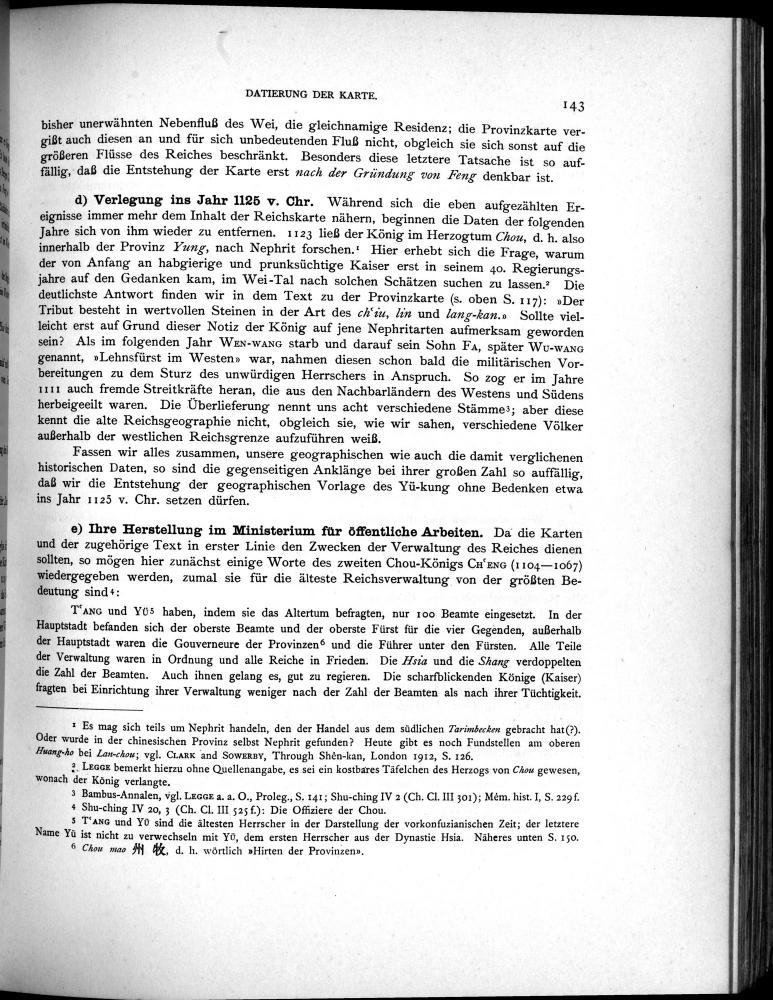 DATIERUNG DER KARTE.
143
bisher unerwähnten Nebenfluß des Wei, die gleichnamige Residenz; die Provinzkarte ver-
gißt auch diesen an und für sich unbedeutenden Fluß nicht, obgleich sie sich sonst auf die
größeren Flüsse des Reiches beschränkt. Besonders diese letztere Tatsache ist so auf-
fällig, daß die Entstehung der Karte erst nach der Gründung von Feng denkbar ist.
d) Verlegung ins Jahr 1125 v. Chr. Während sich die eben aufgezählten Er-
eignisse immer mehr dem Inhalt der Reichskarte nähern, beginnen die Daten der folgenden
Jahre sich von ihm wieder zu entfernen. 1123 ließ der König im Herzogtum Chou, d. h. also
innerhalb der Provinz Yung, nach Nephrit forschen.¹ Hier erhebt sich die Frage, warum
der von Anfang an habgierige und prunksüchtige Kaiser erst in seinem 40. Regierungs-
jahre auf den Gedanken kam, im Wei-Tal nach solchen Schätzen suchen zu lassen.² Die
deutlichste Antwort finden wir in dem Text zu der Provinzkarte (s. oben S. 117): »Der
Tribut besteht in wertvollen Steinen in der Art des chʻiu, lin und lang-kan.» Sollte viel-
leicht erst auf Grund dieser Notiz der König auf jene Nephritarten aufmerksam geworden
sein? Als im folgenden Jahr WEN-WANG starb und darauf sein Sohn FA, später WU-WANG
genannt, »Lehnsfürst im Westen» war, nahmen diesen schon bald die militärischen Vor-
bereitungen zu dem Sturz des unwürdigen Herrschers in Anspruch. So zog er im Jahre
1111 auch fremde Streitkräfte heran, die aus den Nachbarländern des Westens und Südens
herbeigeeilt waren. Die Überlieferung nennt uns acht verschiedene Stämme³; aber diese
kennt die alte Reichsgeographie nicht, obgleich sie, wie wir sahen, verschiedene Völker
außerhalb der westlichen Reichsgrenze aufzuführen weiß.
Fassen wir alles zusammen, unsere geographischen wie auch die damit verglichenen
historischen Daten, so sind die gegenseitigen Anklänge bei ihrer großen Zahl so auffällig,
daß wir die Entstehung der geographischen Vorlage des Yü-kung ohne Bedenken etwa
ins Jahr 1125 v. Chr. setzen dürfen.
e) Ihre Herstellung im Ministerium für öffentliche Arbeiten. Da die Karten
und der zugehörige Text in erster Linie den Zwecken der Verwaltung des Reiches dienen
sollten, so mögen hier zunächst einige Worte des zweiten Chou-Königs CHʻENG (1104—1067)
wiedergegeben werden, zumal sie für die älteste Reichsverwaltung von der größten Be-
deutung sind⁴:
TʻANG und YÜ⁵ haben, indem sie das Altertum befragten, nur 100 Beamte eingesetzt. In der
Hauptstadt befanden sich der oberste Beamte und der oberste Fürst für die vier Gegenden, außerhalb
der Hauptstadt waren die Gouverneure der Provinzen⁶ und die Führer unter den Fürsten. Alle Teile
der Verwaltung waren in Ordnung und alle Reiche in Frieden. Die Hsia und die Shang verdoppelten
die Zahl der Beamten. Auch ihnen gelang es, gut zu regieren. Die scharfblickenden Könige (Kaiser)
fragten bei Einrichtung ihrer Verwaltung weniger nach der Zahl der Beamten als nach ihrer Tüchtigkeit.
¹ Es mag sich teils um Nephrit handeln, den der Handel aus dem südlichen Tarimbecken gebracht hat(?).
Oder wurde in der chinesischen Provinz selbst Nephrit gefunden? Heute gibt es noch Fundstellen am oberen
Huang-ho bei Lan-chou; vgl. CLARK and SOWERBY, Through Shên-kan, London 1912, S. 126.
². LEGGE bemerkt hierzu ohne Quellenangabe, es sei ein kostbares Täfelchen des Herzogs von Chou gewesen,
wonach der König verlangte.
³ Bambus-Annalen, vgl. LEGGE a. a. O., Proleg., S. 141; Shu-ching IV 2 (Ch. Cl. III 301); Mém. hist. I, S. 229 f.
⁴ Shu-ching IV 20, 3 (Ch. Cl. III 525 f.): Die Offiziere der Chou.
⁵ TʻANG und YÜ sind die ältesten Herrscher in der Darstellung der vorkonfuzianischen Zeit; der letztere
Name Yü ist nicht zu verwechseln mit YÜ, dem ersten Herrscher aus der Dynastie Hsia. Näheres unten S. 150.
⁶ Chou mao 州 牧, d. h. wörtlich »Hirten der Provinzen».